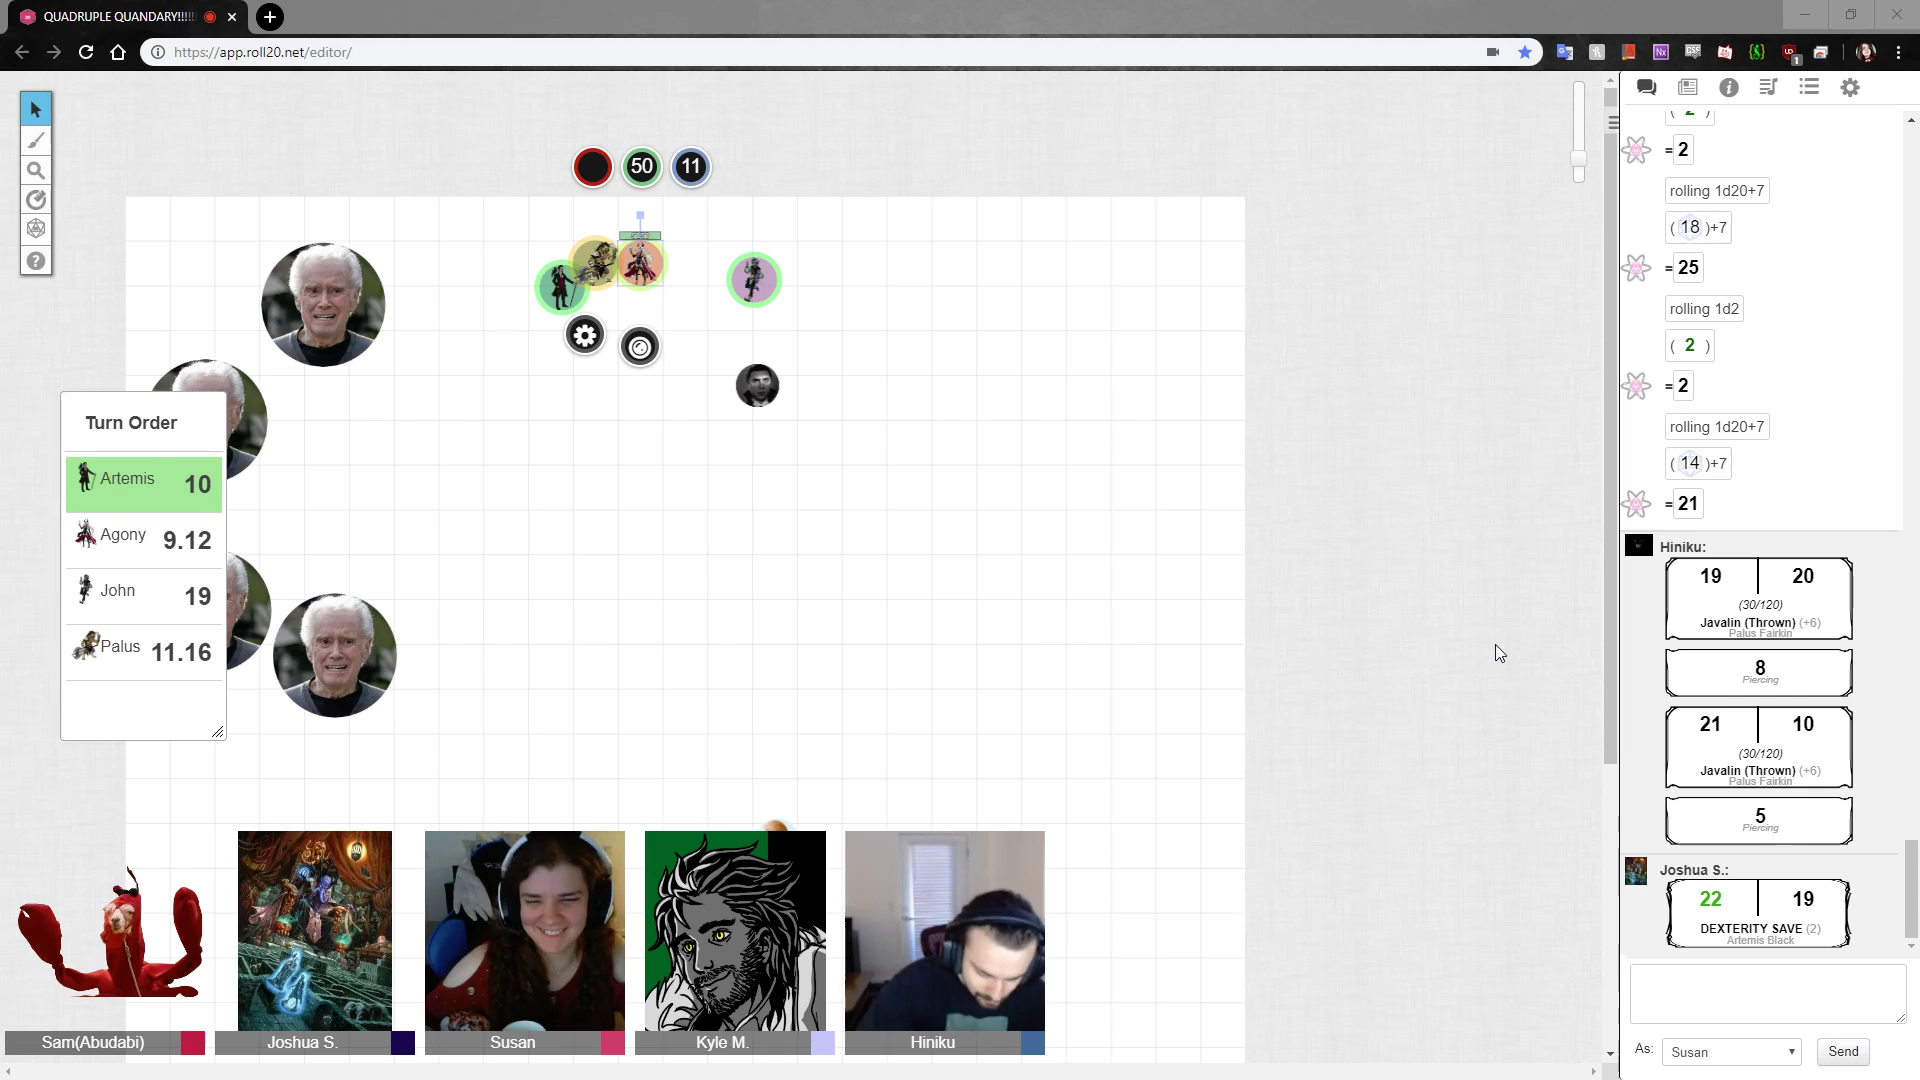 QUADRUPLE QUANDARY!!!!!
https://app.roll20.net/editor/
50
11
Turn Order
Artemis 10
Agony 9.12
John 19
Palus 11.16
Sam(Abudabi)
Joshua S.
Susan
Kyle M.
Hiniku
( 2 )
=2
rolling 1d20+7
( 18 )+7
=25
rolling 1d2
( 2 )
=2
rolling 1d20+7
( 14 )+7
=21
Hiniku:
19 20
(30/120)
Javalin (Thrown) (+6)
Palus Fairkin
8
Piercing
21 10
(30/120)
Javalin (Thrown) (+6)
Palus Fairkin
5
Piercing
Joshua S.:
22 19
DEXTERITY SAVE (2)
Artemis Black
As: Susan Send